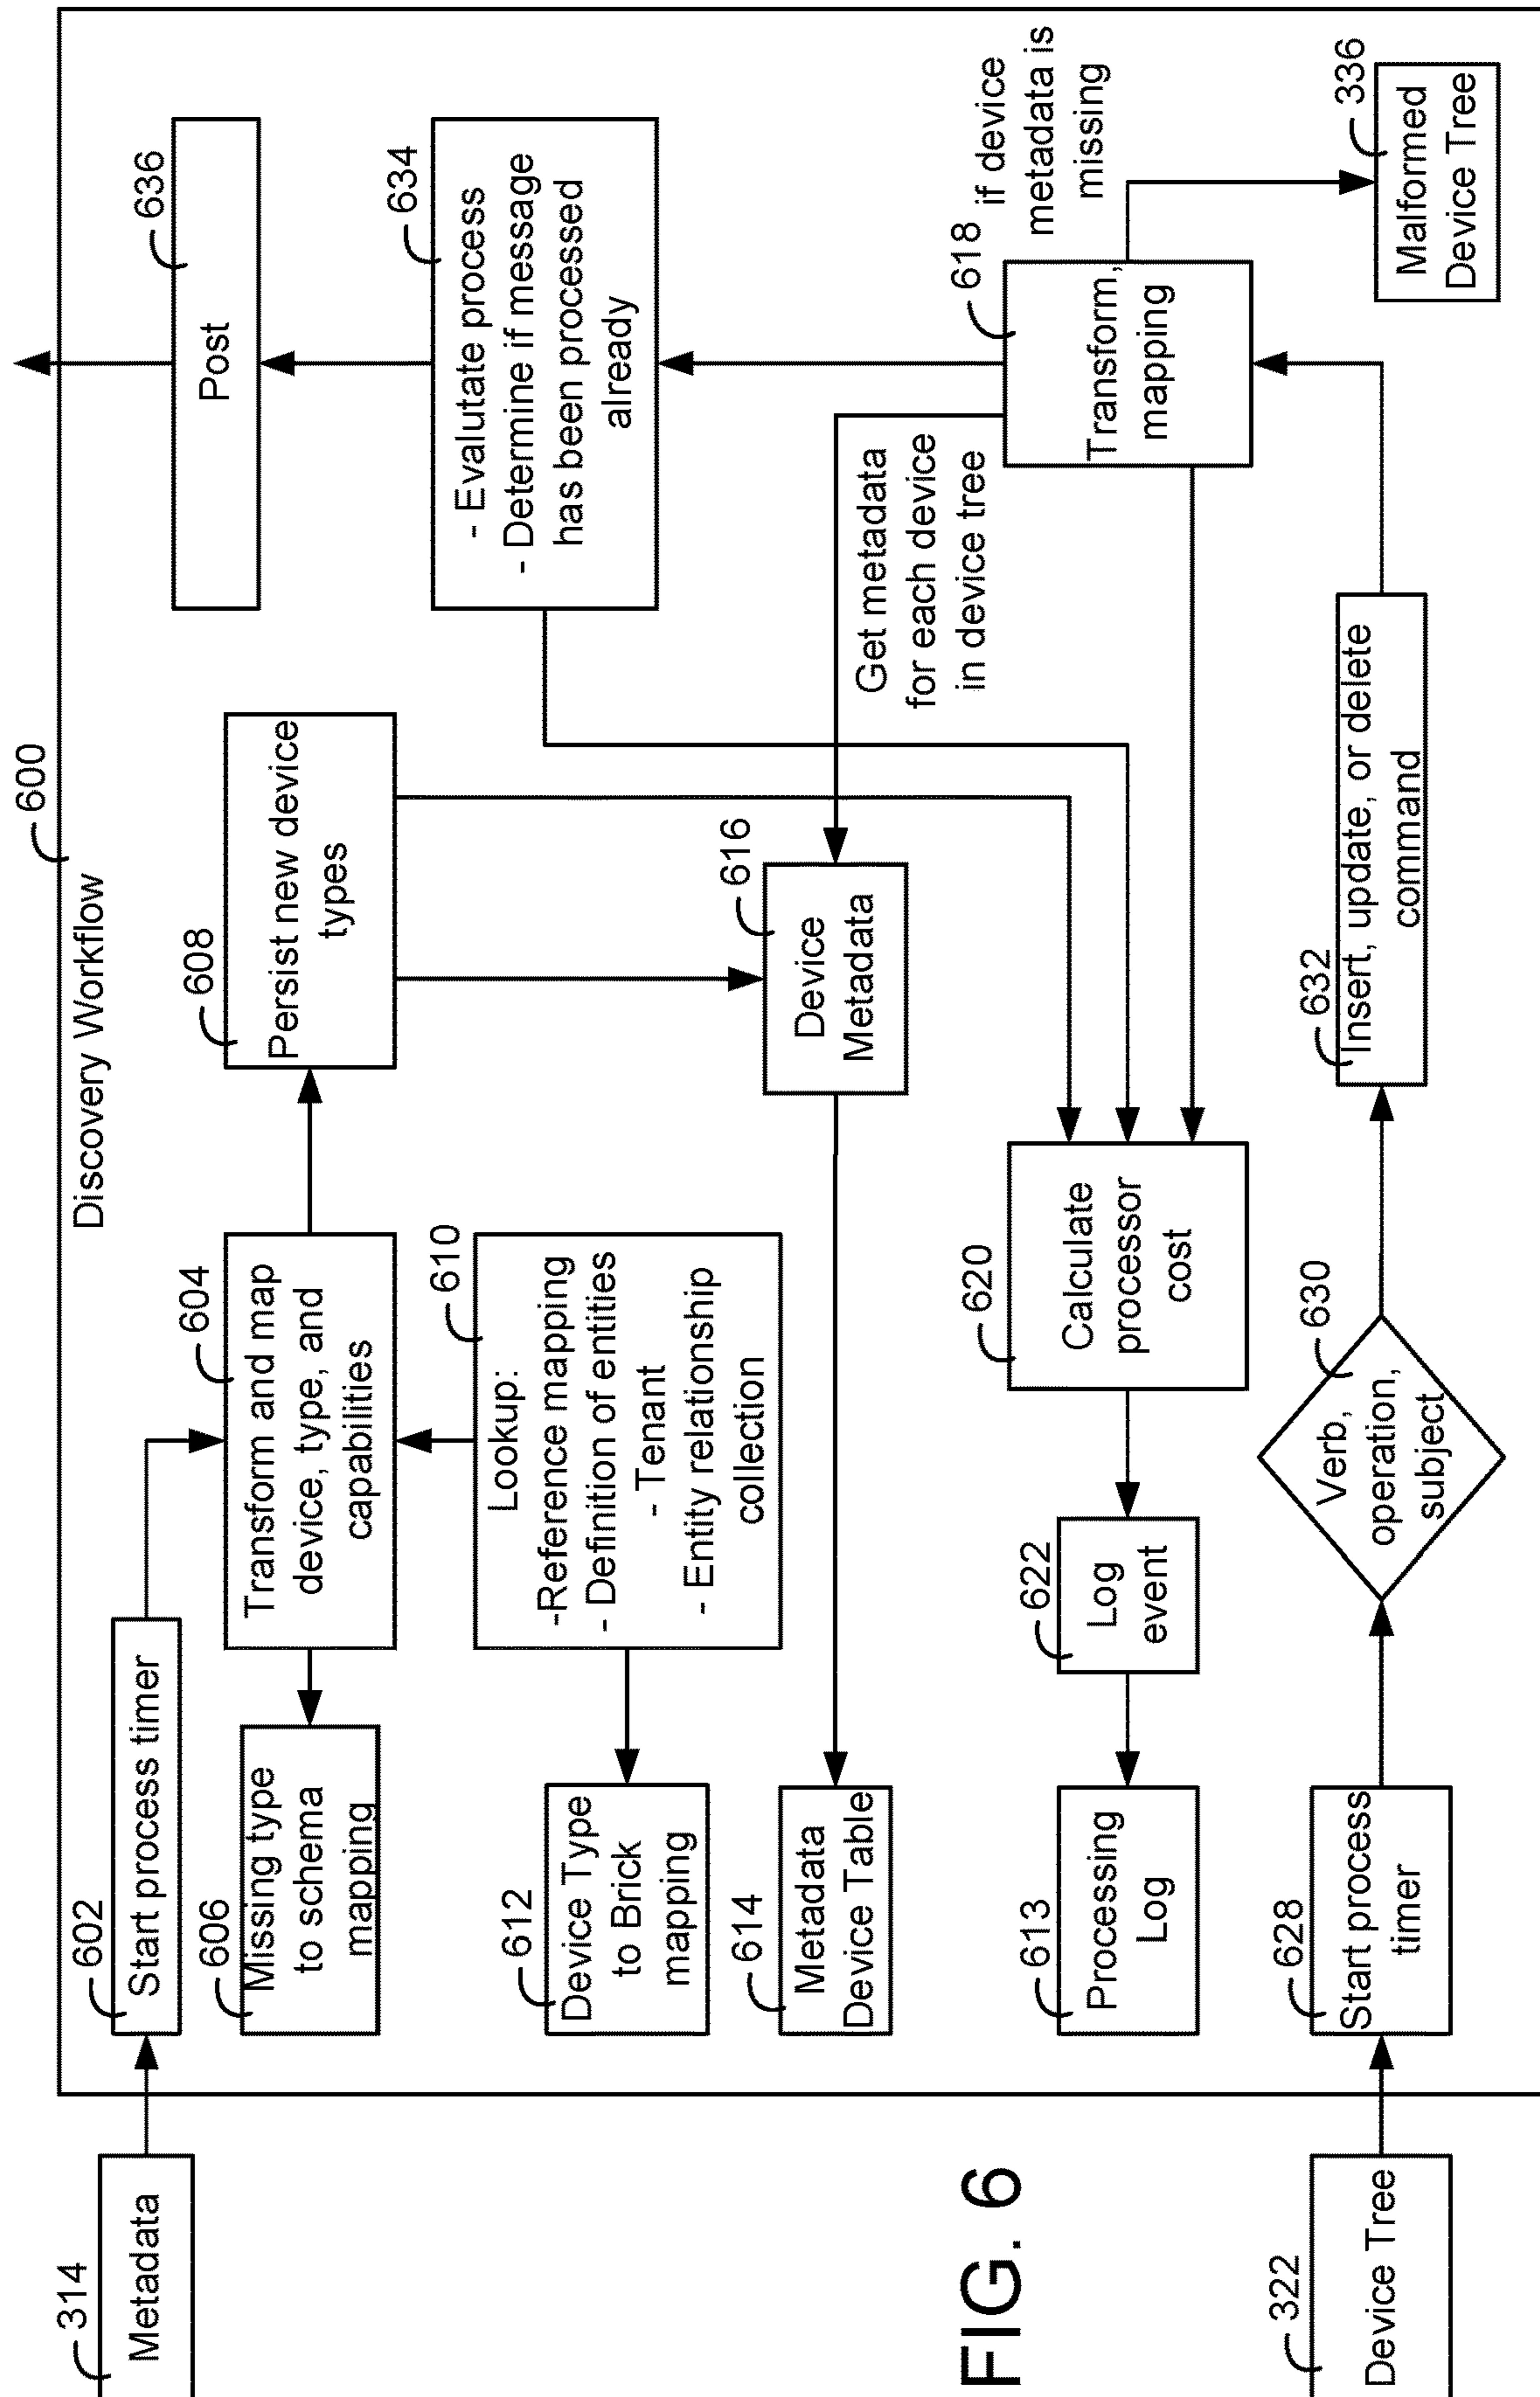 600
Discovery Workflow
314
Metadata
602
Start process timer
604
Transform and map
device, type, and
capabilities
606
Missing type
to schema
mapping
608
Persist new device
types
636
Post
610
Lookup:
-Reference mapping
- Definition of entities
- Tenant
- Entity relationship
collection
612
Device Type
to Brick
mapping
634
- Evalutate process
- Determine if message
has been processed
already
614
Metadata
Device Table
616
Device
Metadata
Get metadata
for each device
in device tree
613
Processing
Log
622
Log
event
620
Calculate
processor
cost
618
Transform,
mapping
if device
metadata is
missing
FIG. 6
322
Device Tree
628
Start process
timer
630
Verb,
operation,
subject
632
Insert, update, or delete
command
336
Malformed
Device Tree